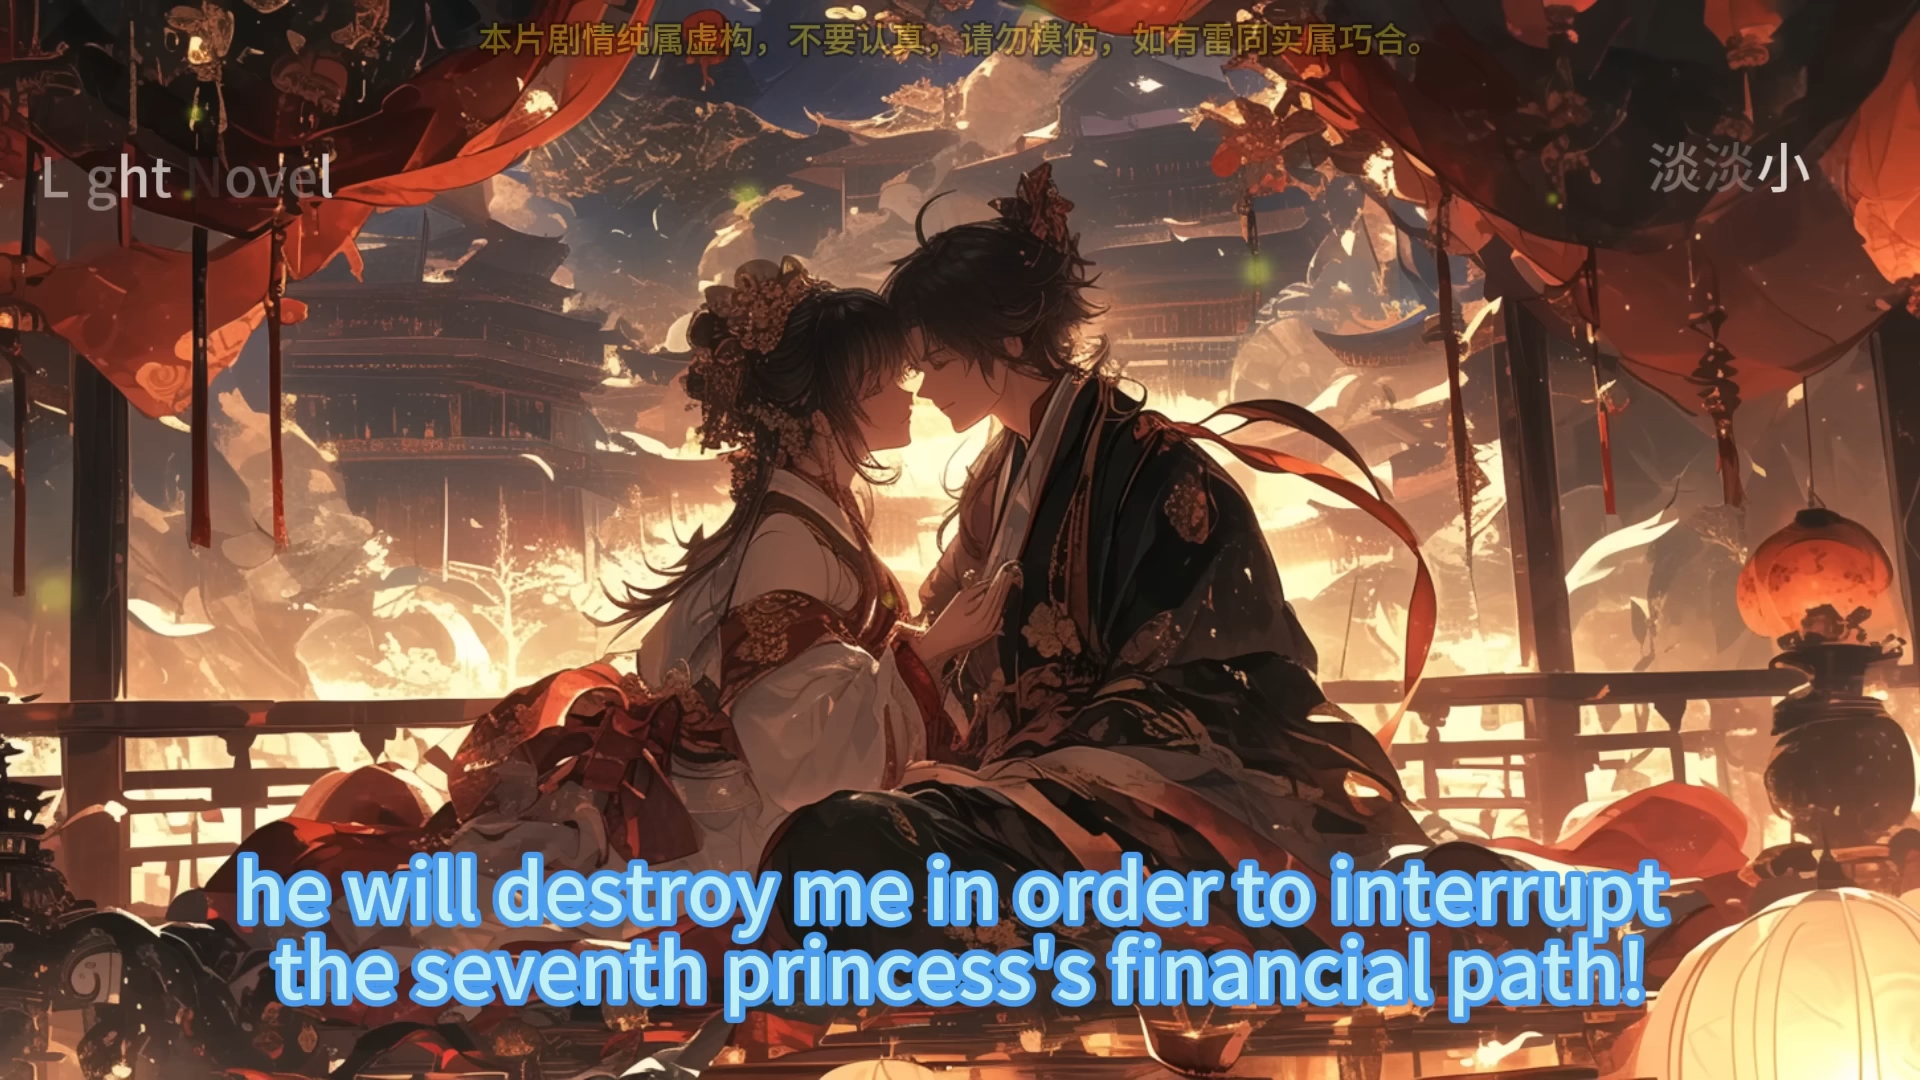 本片剧情纯属虚构，不要认真，请勿模仿，如有雷同实属巧合。
L ght Novel
淡淡小
he will destroy me in order to interrupt
the seventh princess's financial path!